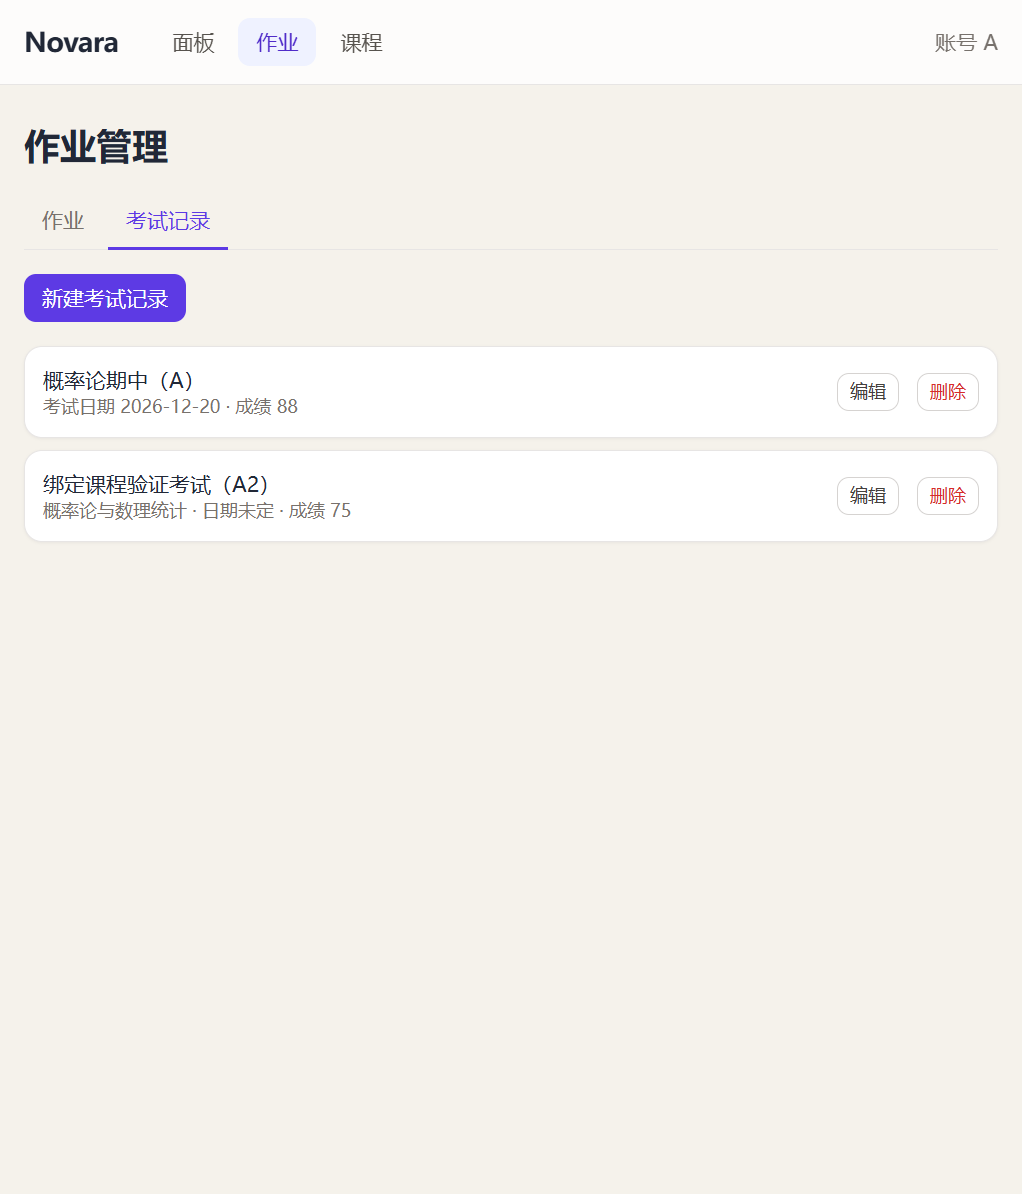 Novara 面板 作业 课程 账号 A
作业管理
作业 考试记录
新建考试记录
概率论期中（A）
考试日期 2026-12-20 · 成绩 88
编辑 删除
绑定课程验证考试（A2）
概率论与数理统计 · 日期未定 · 成绩 75
编辑 删除